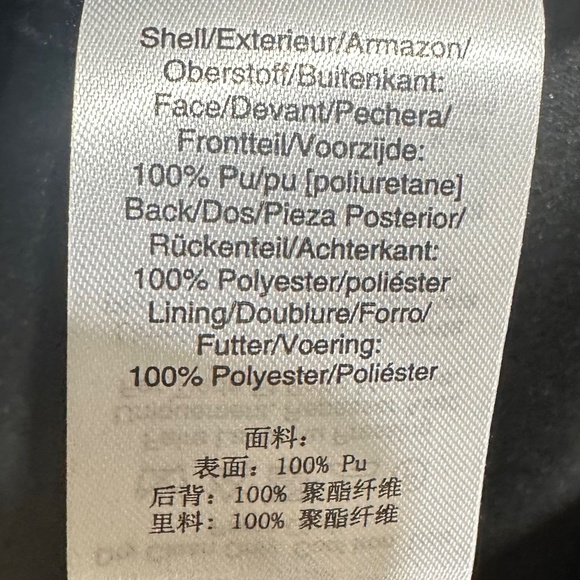 Shell/Exterieur/Armazon/
Oberstoff/Buitenkant:
Face/Devant/Pechera/
Frontteil/Voorzijde:
100% Pu/pu [poliuretane]
Back/Dos/Pieza Posterior/
Rückenteil/Achterkant:
100% Polyester/poliéster
Lining/Doublure/Forro/
Futter/Voering:
100% Polyester/Poliéster
面料:
表面: 100% Pu
后背: 100% 聚酯纤维
里料: 100% 聚酯纤维